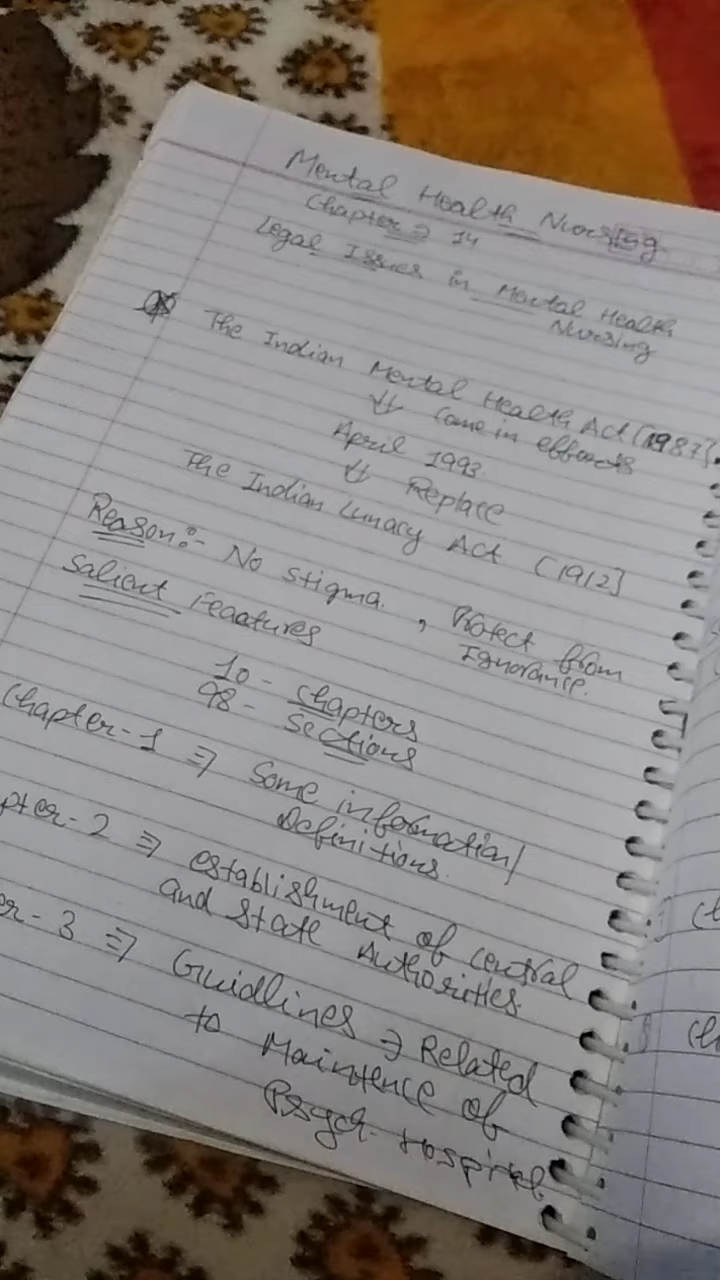 Mental Health Nursing
Chapter ⇒ 14
Legal Issues in Mental Health
Nursing
The Indian Mental Health Act [1987]
⇓ Came in effects
April 1993
⇓ Replace
The Indian Lunacy Act [1912]
Reason:- No stigma, Protect from
Ignorance.
Salient Feaatures
10 - chapters
98 - sections
Chapter-1 ⇒ Some information/
Definitions.
pter-2 ⇒ establishment of central
and state Authorities.
er-3 ⇒ Guidlines ⇒ Related
to Maintence of
Psych. Hospital